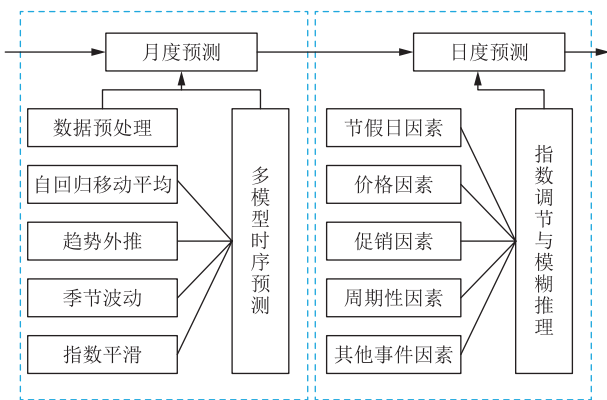 月度预测
数据预处理
自回归移动平均
趋势外推
季节波动
指数平滑
多模型时序预测
日度预测
节假日因素
价格因素
促销因素
周期性因素
其他事件因素
指数调节与模糊推理